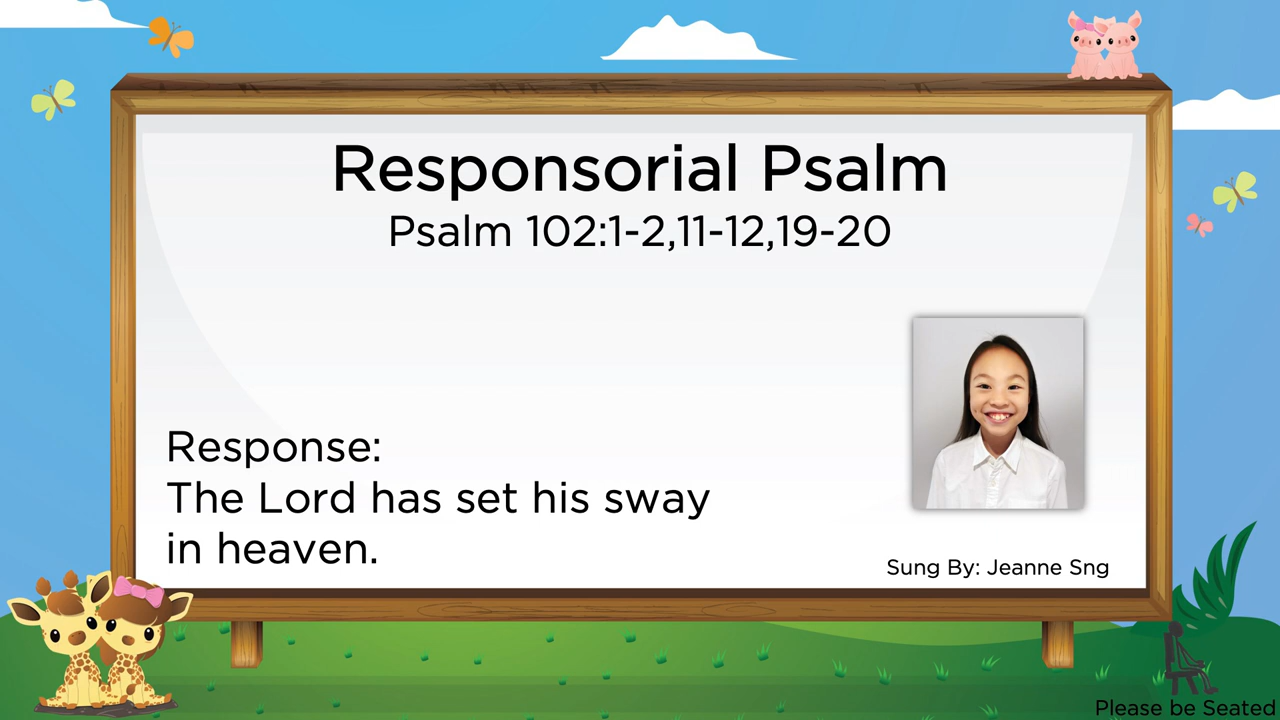 Responsorial Psalm
Psalm 102:1-2,11-12,19-20
Response:
The Lord has set his sway
in heaven.
Sung By: Jeanne Sng
Please be Seated